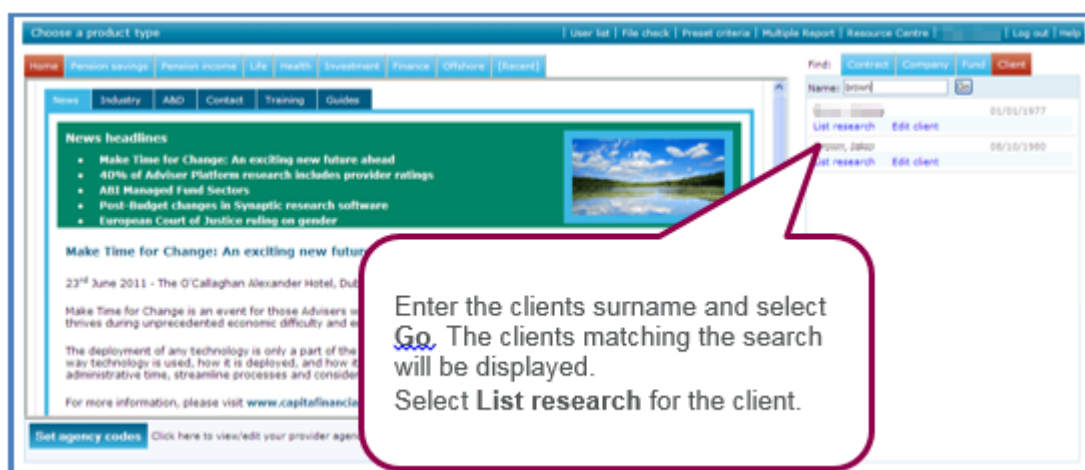 Choose a product type | User list | File check | Preset criteria | Multiple Report | Resource Centre | | Log out | Help
Home Pension savings Pension income Life Health Investment Finance Offshore [Recent]
Find: Contract Company Fund Client
Name: brown Go
01/01/1977
List research Edit client
08/10/1980
List research Edit client
News Industry A&D Contact Training Guides
News headlines
• Make Time for Change: An exciting new future ahead
• 40% of Adviser Platform research includes provider ratings
• ABI Managed Fund Sectors
• Post-Budget changes in Synaptic research software
• European Court of Justice ruling on gender
Make Time for Change: An exciting new futur
23rd June 2011 - The O'Callaghan Alexander Hotel, Dub
Make Time for Change is an event for those Advisers w
thrives during unprecedented economic difficulty and e
The deployment of any technology is only a part of the
way technology is used, how it is deployed, and how it
administrative time, streamline processes and consider
For more information, please visit www.capitafinancia
Set agency codes Click here to view/edit your provider agen
Enter the clients surname and select
Go. The clients matching the search
will be displayed.
Select List research for the client.